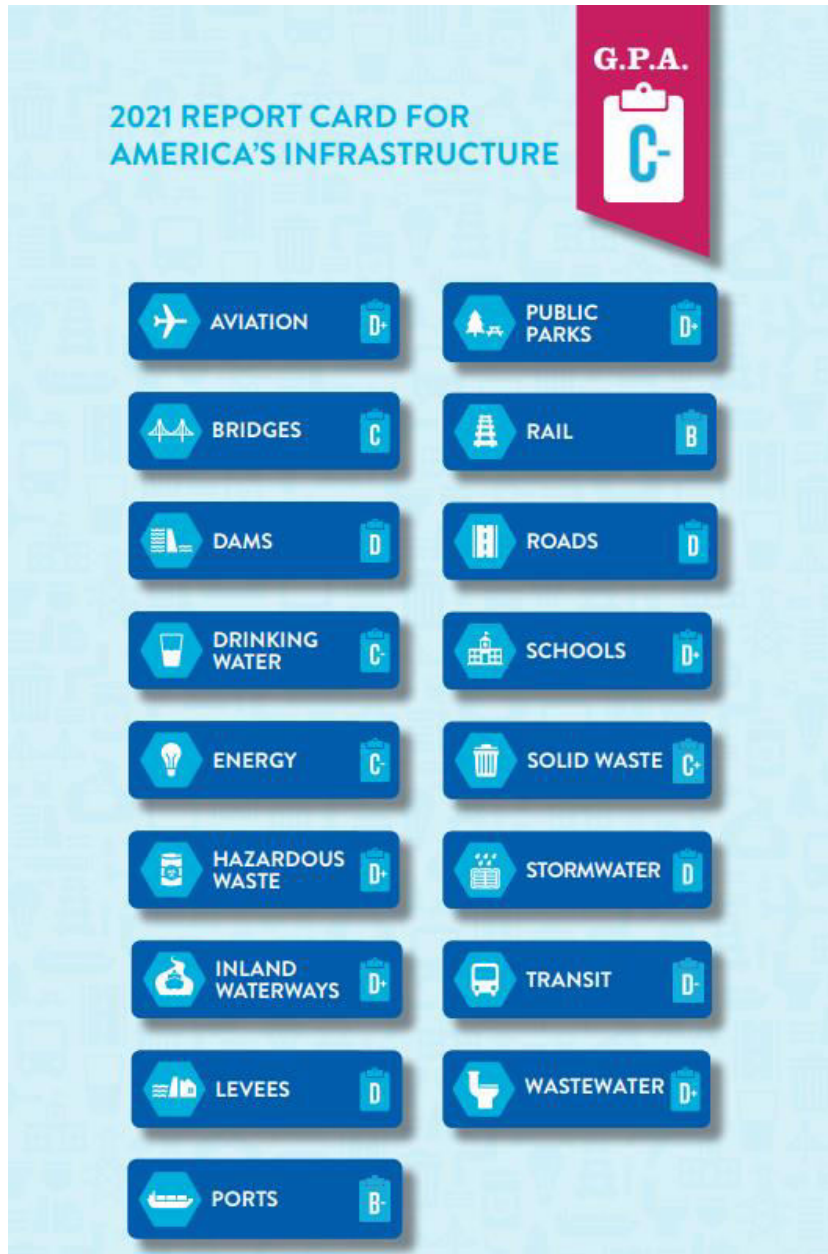 G.P.A.
C-
2021 REPORT CARD FOR
AMERICA'S INFRASTRUCTURE
AVIATION D+
BRIDGES C
DAMS D
DRINKING
WATER C-
ENERGY C-
HAZARDOUS
WASTE D+
INLAND
WATERWAYS D+
LEVEES D
PORTS B-
PUBLIC
PARKS D+
RAIL B
ROADS D
SCHOOLS D+
SOLID WASTE C+
STORMWATER D
TRANSIT D-
WASTEWATER D+